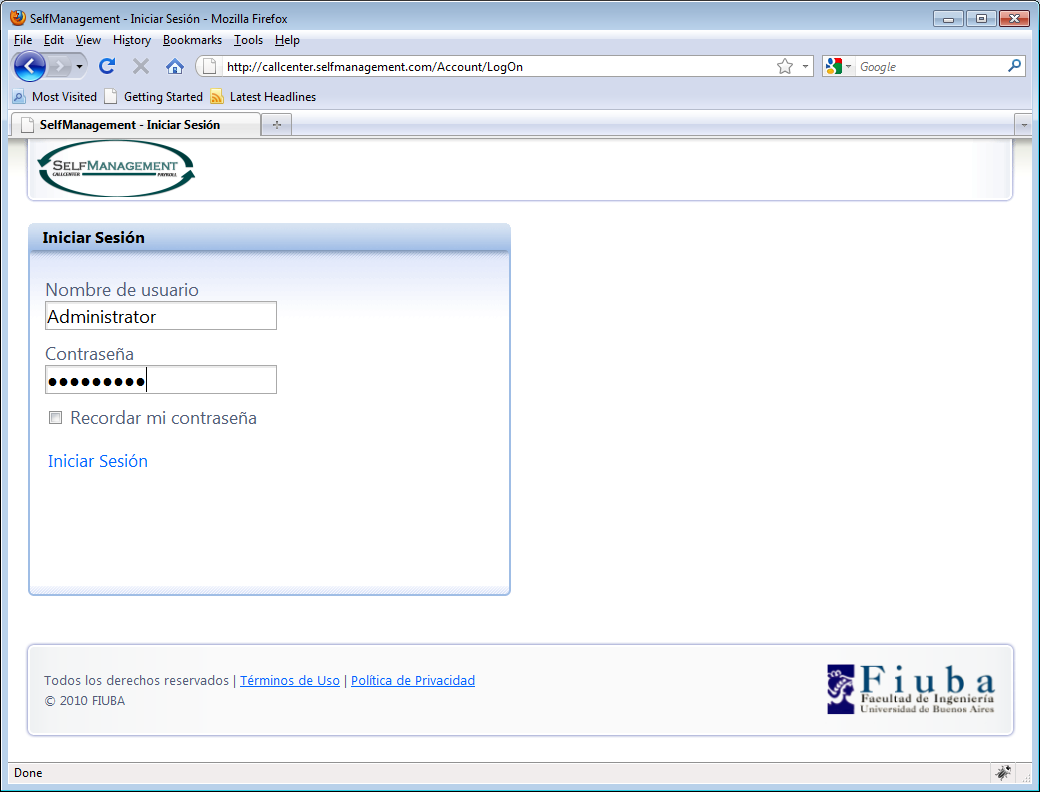 SelfManagement - Iniciar Sesión - Mozilla Firefox
File Edit View History Bookmarks Tools Help
http://callcenter.selfmanagement.com/Account/LogOn
Google
Most Visited Getting Started Latest Headlines
SelfManagement - Iniciar Sesión
SELFMANAGEMENT
CALLCENTER PAYROLL
Iniciar Sesión
Nombre de usuario
Administrator
Contraseña
●●●●●●●●●
Recordar mi contraseña
Iniciar Sesión
Todos los derechos reservados | Términos de Uso | Política de Privacidad
© 2010 FIUBA
Fiuba
Facultad de Ingeniería
Universidad de Buenos Aires
Done